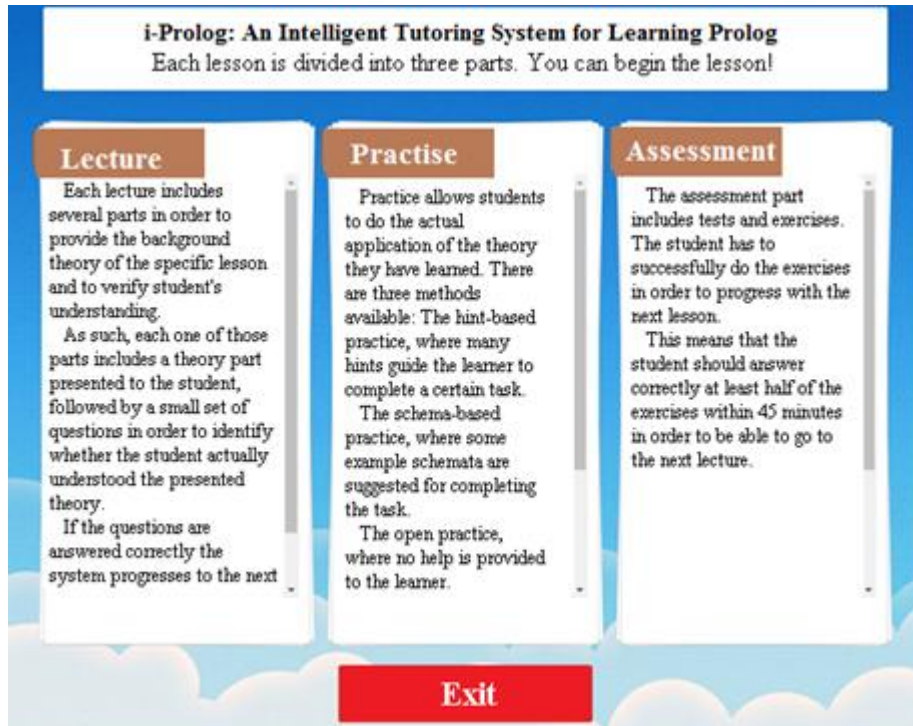 i-Prolog: An Intelligent Tutoring System for Learning Prolog
Each lesson is divided into three parts. You can begin the lesson!
Lecture
Each lecture includes
several parts in order to
provide the background
theory of the specific lesson
and to verify student's
understanding.
As such, each one of those
parts includes a theory part
presented to the student,
followed by a small set of
questions in order to identify
whether the student actually
understood the presented
theory.
If the questions are
answered correctly the
system progresses to the next
Practise
Practice allows students
to do the actual
application of the theory
they have learned. There
are three methods
available: The hint-based
practice, where many
hints guide the learner to
complete a certain task.
The schema-based
practice, where some
example schemata are
suggested for completing
the task.
The open practice,
where no help is provided
to the learner.
Assessment
The assessment part
includes tests and exercises.
The student has to
successfully do the exercises
in order to progress with the
next lesson.
This means that the
student should answer
correctly at least half of the
exercises within 45 minutes
in order to be able to go to
the next lecture.
Exit